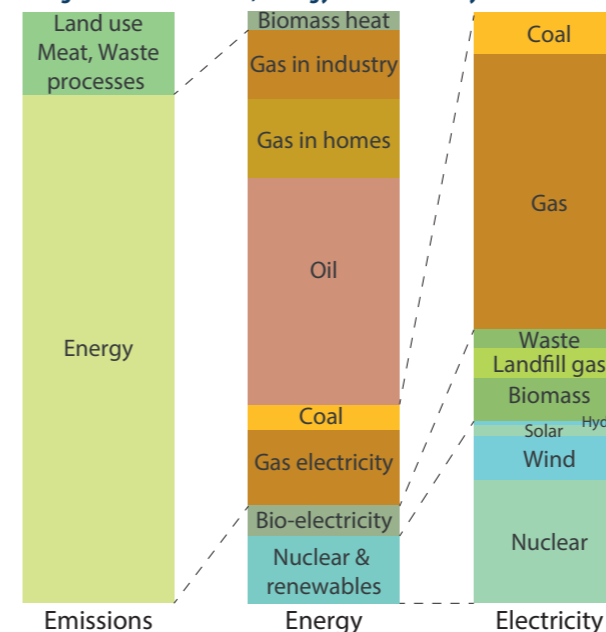 Land use
Meat, Waste
processes
Energy
Emissions
Biomass heat
Gas in industry
Gas in homes
Oil
Coal
Gas electricity
Bio-electricity
Nuclear &
renewables
Energy
Coal
Gas
Waste
Landfill gas
Biomass
Hyd
Solar
Wind
Nuclear
Electricity